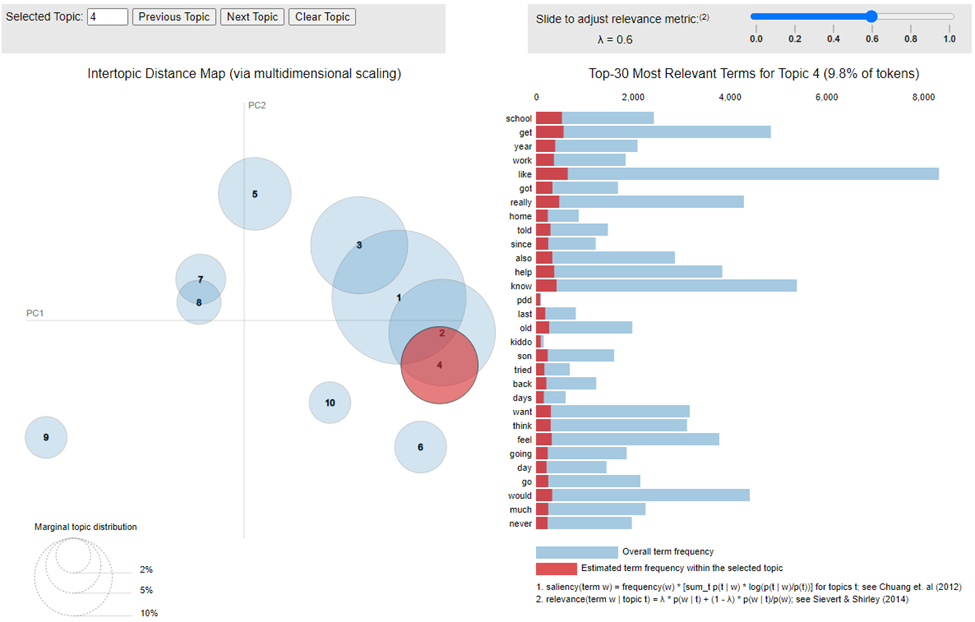 Selected Topic: 4 Previous Topic Next Topic Clear Topic
Slide to adjust relevance metric:(2)
λ = 0.6
0.0 0.2 0.4 0.6 0.8 1.0
Intertopic Distance Map (via multidimensional scaling)
PC2
PC1
5
3
7
1
8
2
4
10
9
6
Marginal topic distribution
2%
5%
10%
Top-30 Most Relevant Terms for Topic 4 (9.8% of tokens)
0 2,000 4,000 6,000 8,000
school
get
year
work
like
got
really
home
told
since
also
help
know
pdd
last
old
kiddo
son
tried
back
days
want
think
feel
going
day
go
would
much
never
Overall term frequency
Estimated term frequency within the selected topic
1. saliency(term w) = frequency(w) * [sum_t p(t | w) * log(p(t | w)/p(t))] for topics t; see Chuang et. al (2012)
2. relevance(term w | topic t) = λ * p(w | t) + (1 - λ) * p(w | t)/p(w); see Sievert & Shirley (2014)